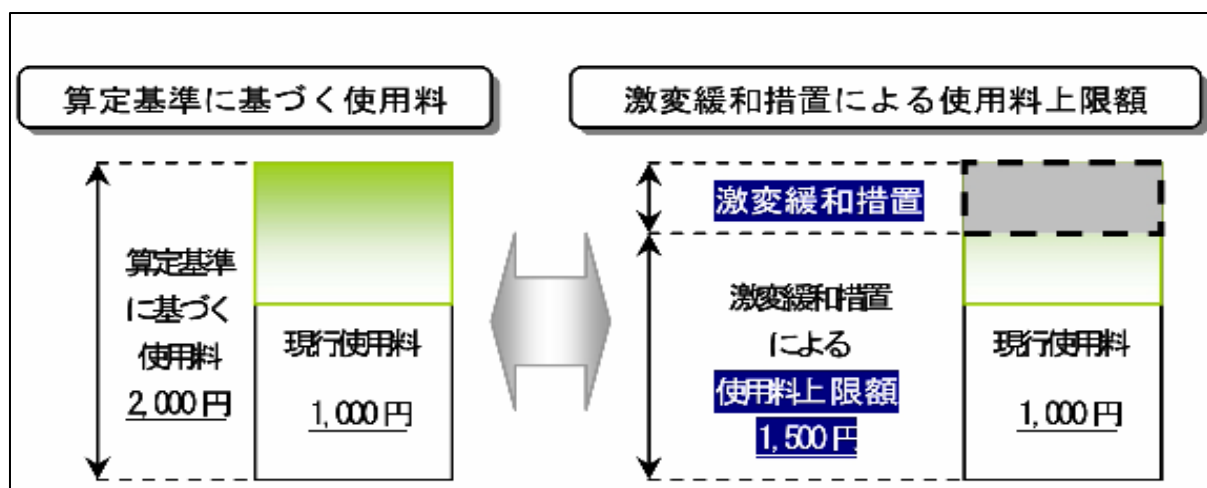 算定基準に基づく使用料
算定基準
に基づく
使用料
2,000円
現行使用料
1,000円
激変緩和措置による使用料上限額
激変緩和措置
激変緩和措置
による
使用料上限額
1,500円
現行使用料
1,000円